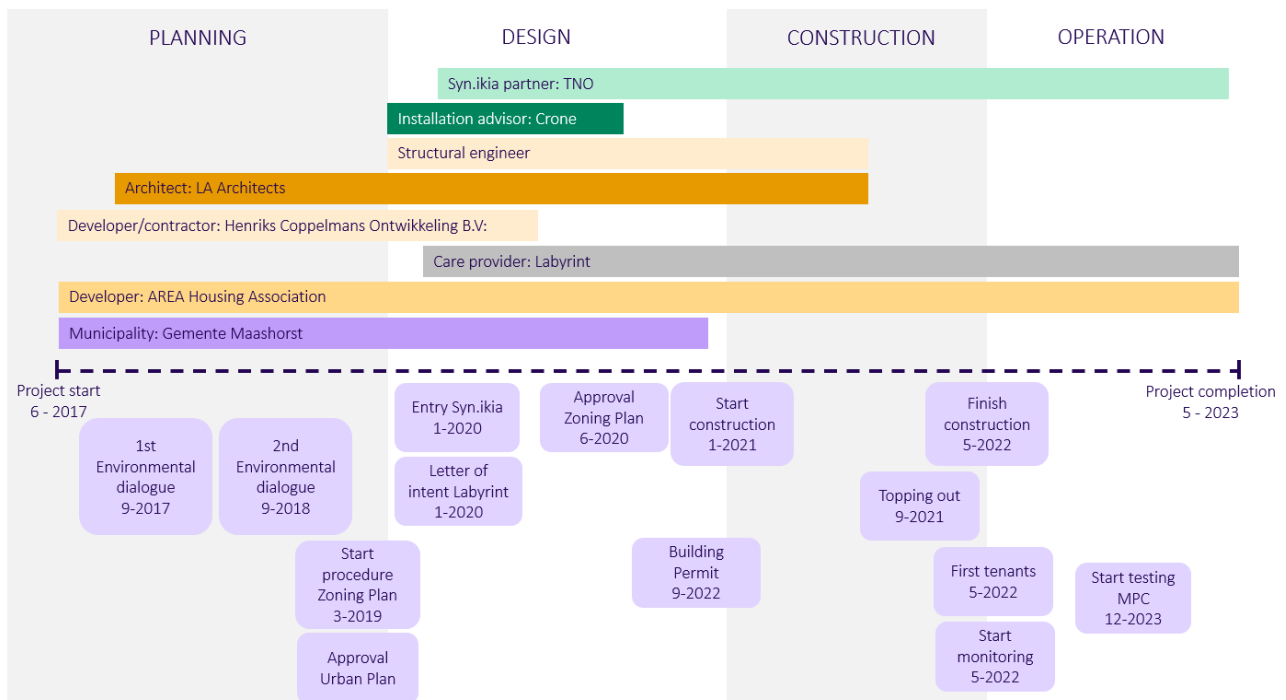 PLANNING
DESIGN
CONSTRUCTION
OPERATION
Syn.ikia partner: TNO
Installation advisor: Crone
Structural engineer
Architect: LA Architects
Developer/contractor: Henriks Coppelmans Ontwikkeling B.V:
Care provider: Labyrint
Developer: AREA Housing Association
Municipality: Gemente Maashorst
Project start
6 - 2017
Project completion
5 - 2023
1st
Environmental
dialogue
9-2017
2nd
Environmental
dialogue
9-2018
Start
procedure
Zoning Plan
3-2019
Approval
Urban Plan
Entry Syn.ikia
1-2020
Letter of
intent Labyrint
1-2020
Approval
Zoning Plan
6-2020
Start
construction
1-2021
Building
Permit
9-2022
Topping out
9-2021
Finish
construction
5-2022
First tenants
5-2022
Start
monitoring
5-2022
Start testing
MPC
12-2023